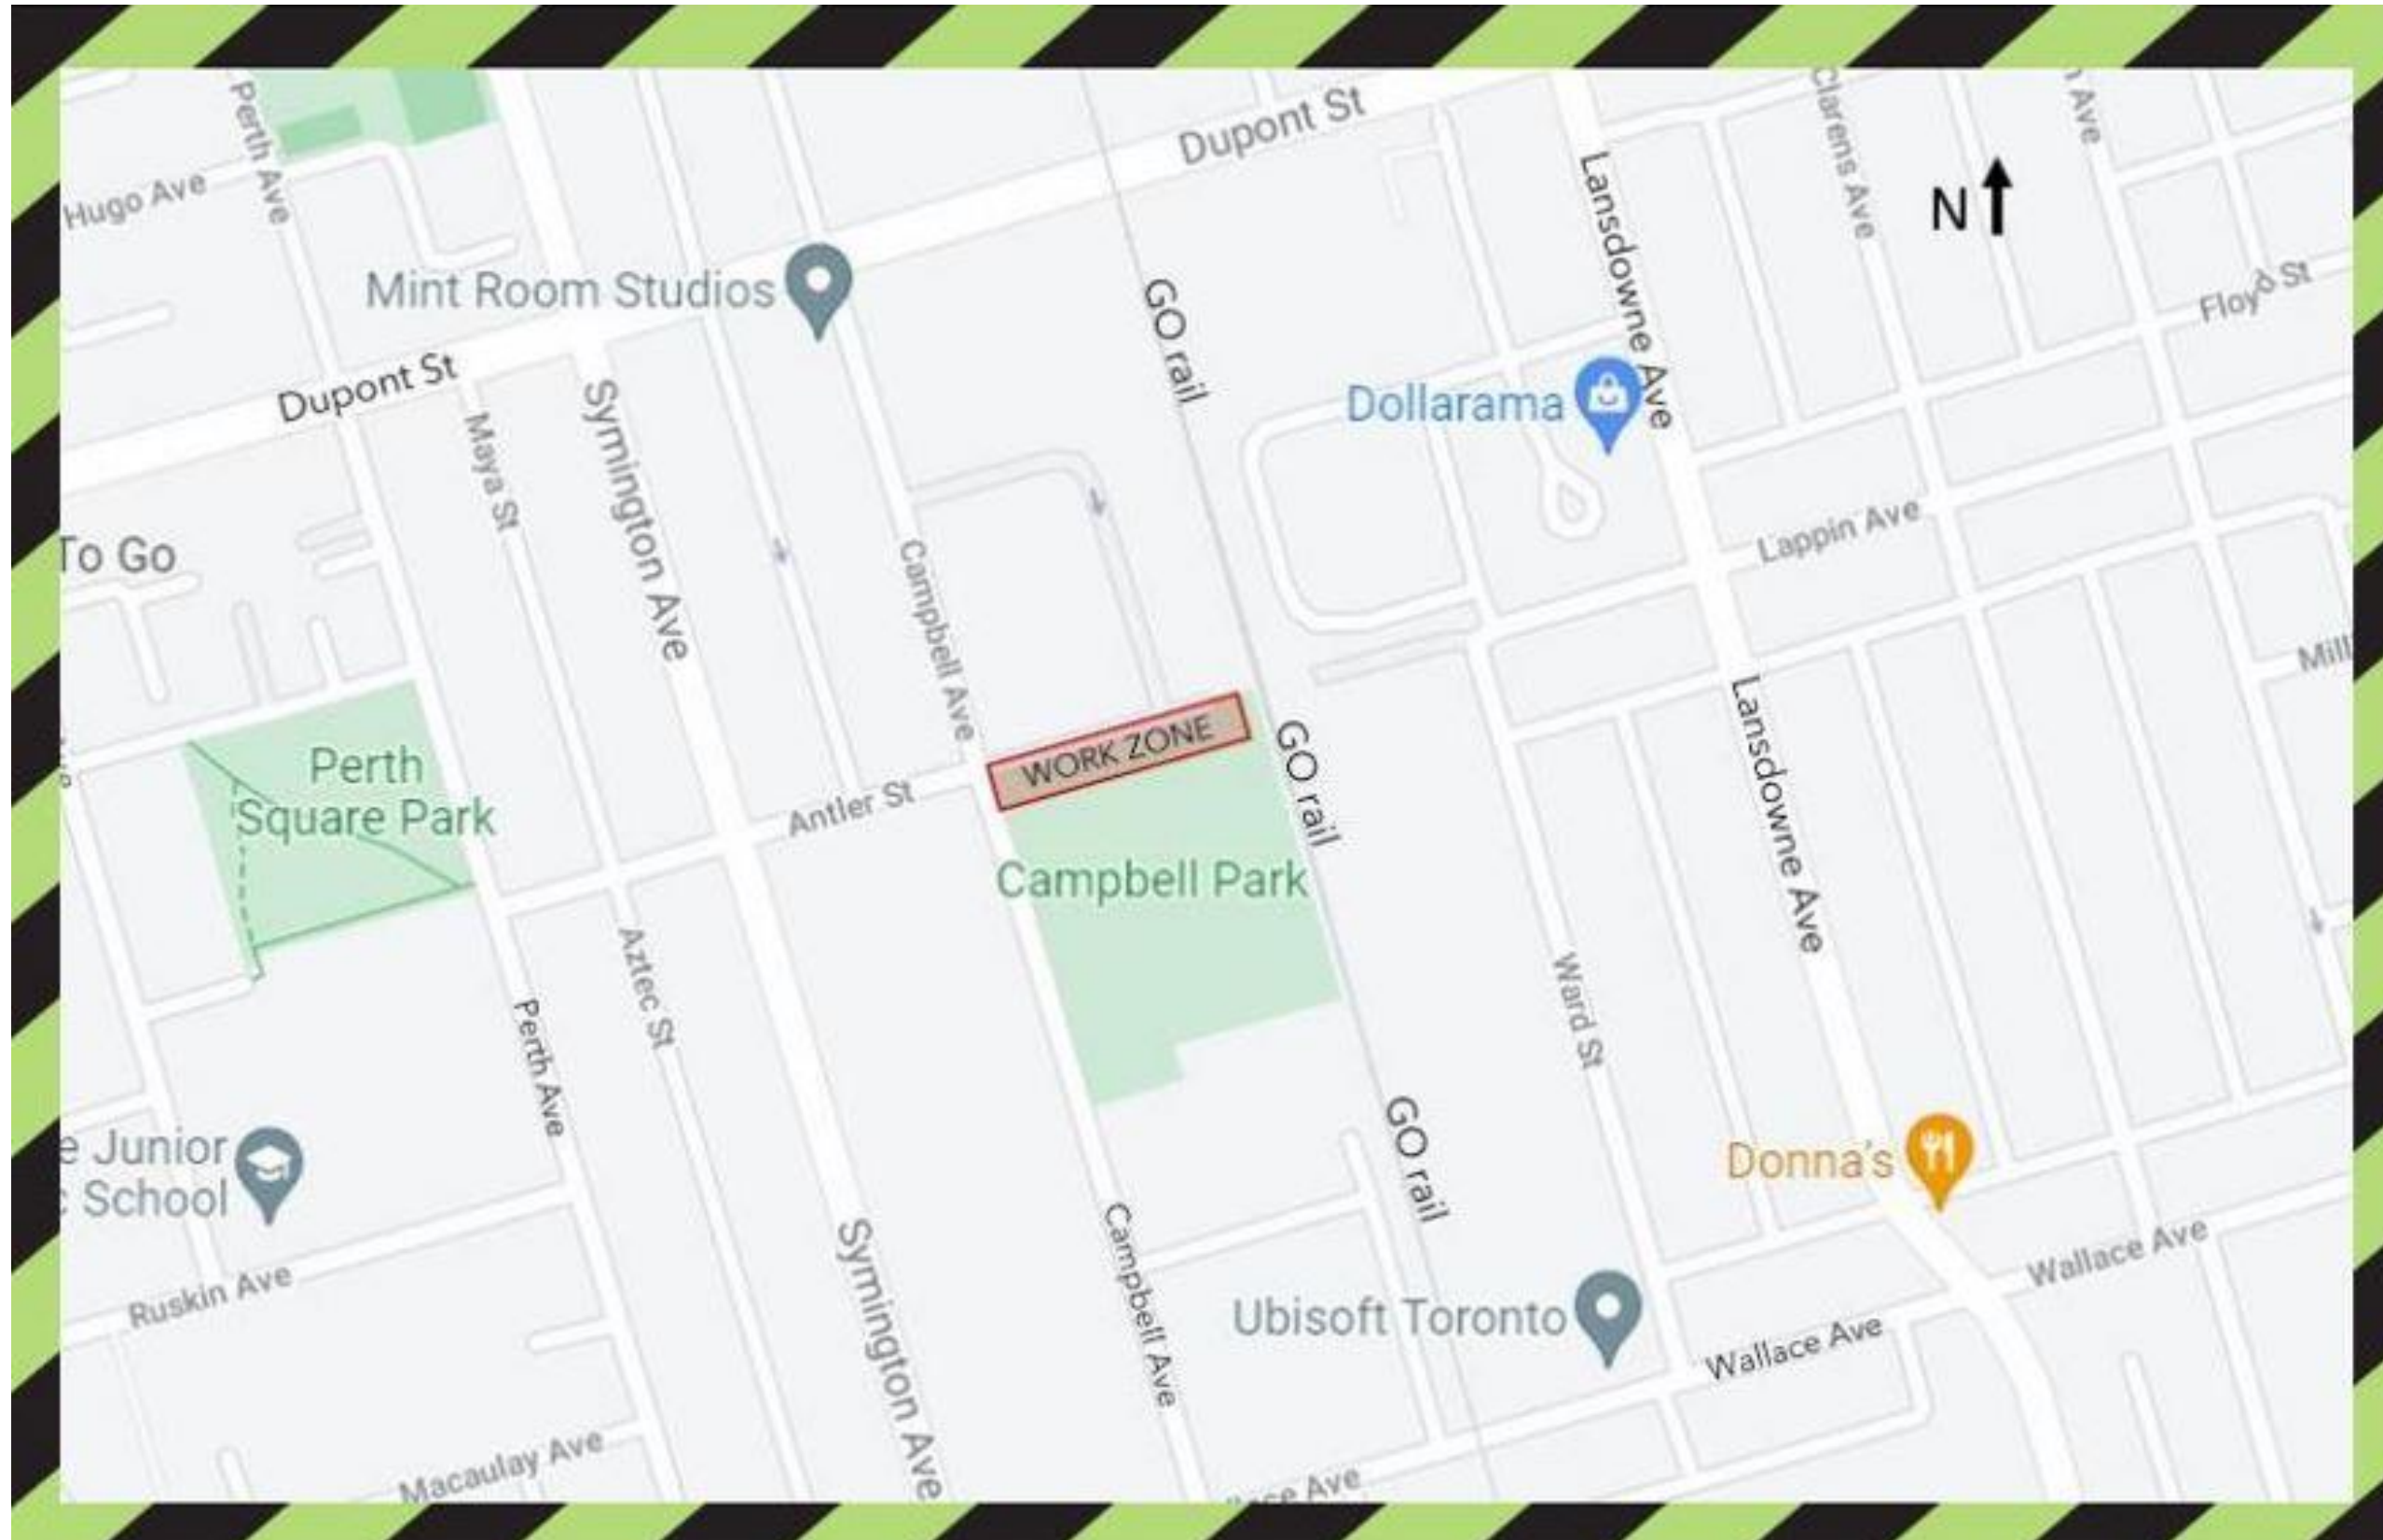 Perth Ave
Hugo Ave
Dupont St
Lansdowne Ave
Clarens Ave
Ave
N
Floyd St
Mint Room Studios
GO rail
Dollarama
Dupont St
Maya St
Symington Ave
To Go
Campbell Ave
Lappin Ave
Mill
WORK ZONE
Perth
Square Park
Antler St
GO rail
Lansdowne Ave
Campbell Park
Aztec St
Ward St
Perth Ave
GO rail
e Junior
c School
Donna's
Ruskin Ave
Symington Ave
Campbell Ave
Ubisoft Toronto
Wallace Ave
Wallace Ave
Macaulay Ave
Ave